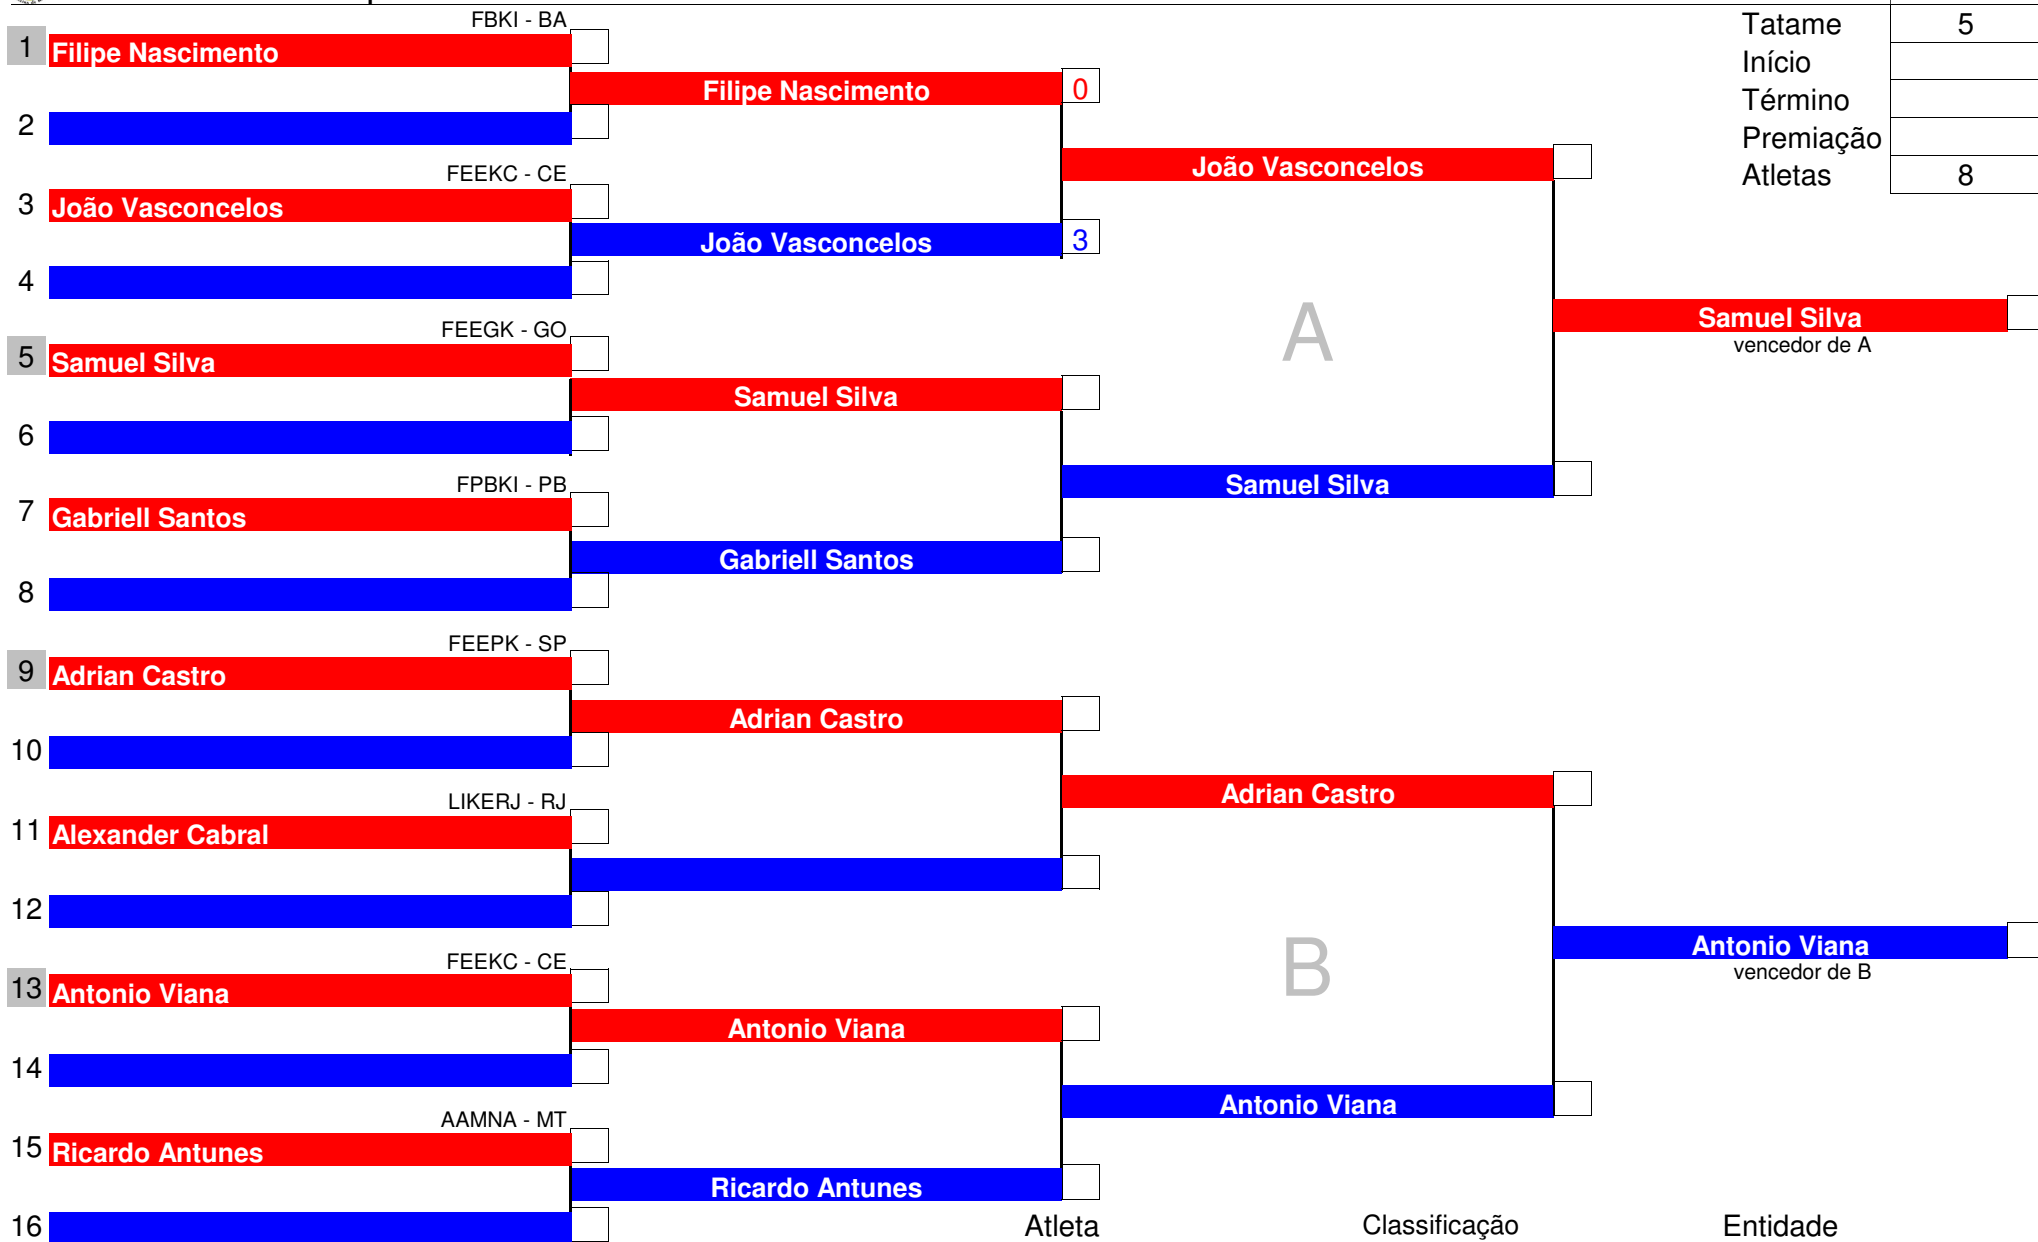 FBKI - BA
1 Filipe Nascimento
Filipe Nascimento 0
2
FEEKC - CE
3 João Vasconcelos
João Vasconcelos 3
4
João Vasconcelos
FEEGK - GO
5 Samuel Silva
Samuel Silva
6
FPBKI - PB
7 Gabriell Santos
Gabriell Santos
8
Samuel Silva
A
Samuel Silva
vencedor de A
FEEPK - SP
9 Adrian Castro
Adrian Castro
10
LIKERJ - RJ
11 Alexander Cabral
12
Adrian Castro
FEEKC - CE
13 Antonio Viana
Antonio Viana
14
AAMNA - MT
15 Ricardo Antunes
Ricardo Antunes
16
Antonio Viana
B
Antonio Viana
vencedor de B
Tatame 5
Início
Término
Premiação
Atletas 8
Atleta Classificação Entidade